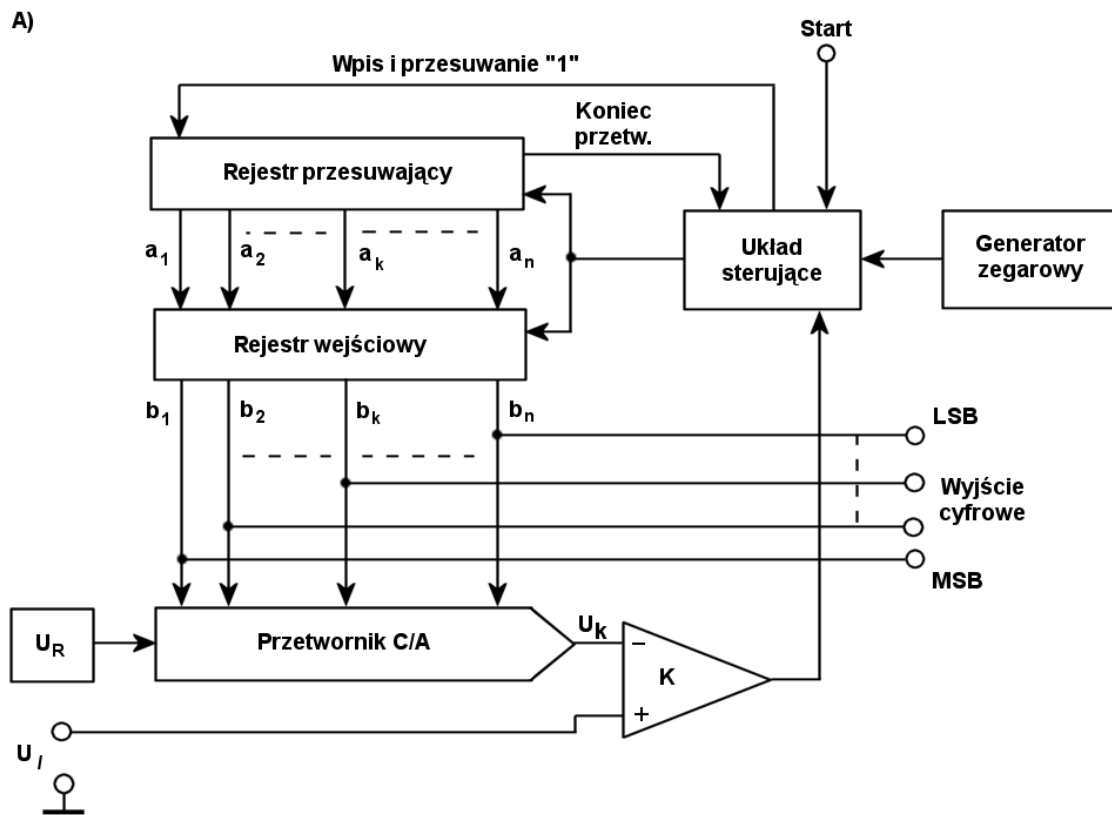 A)
Start
Wpis i przesuwanie "1"
Koniec
przetw.
Rejestr przesuwający
a1
a2
ak
an
Układ
sterujące
Generator
zegarowy
Rejestr wejściowy
b1
b2
bk
bn
LSB
Wyjście
cyfrowe
MSB
UR
Przetwornik C/A
Uk
−
K
+
UI